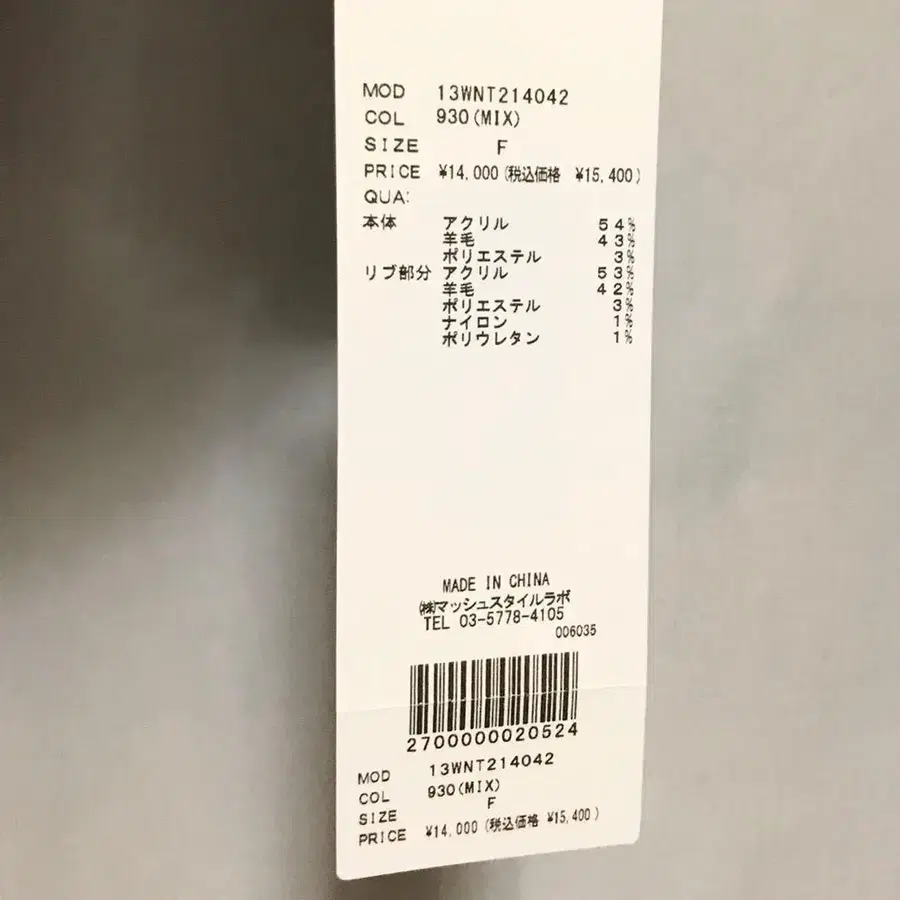 MOD 13WNT214042
COL 930(MIX)
SIZE F
PRICE ¥14,000(税込価格 ¥15,400)
QUA:
本体 アクリル 54%
羊毛 43%
ポリエステル 3%
リブ部分 アクリル 53%
羊毛 42%
ポリエステル 3%
ナイロン 1%
ポリウレタン 1%
MADE IN CHINA
㈱マッシュスタイルラボ
TEL 03-5778-4105
006035
2700000020524
MOD 13WNT214042
COL 930(MIX)
SIZE F
PRICE ¥14,000(税込価格 ¥15,400)